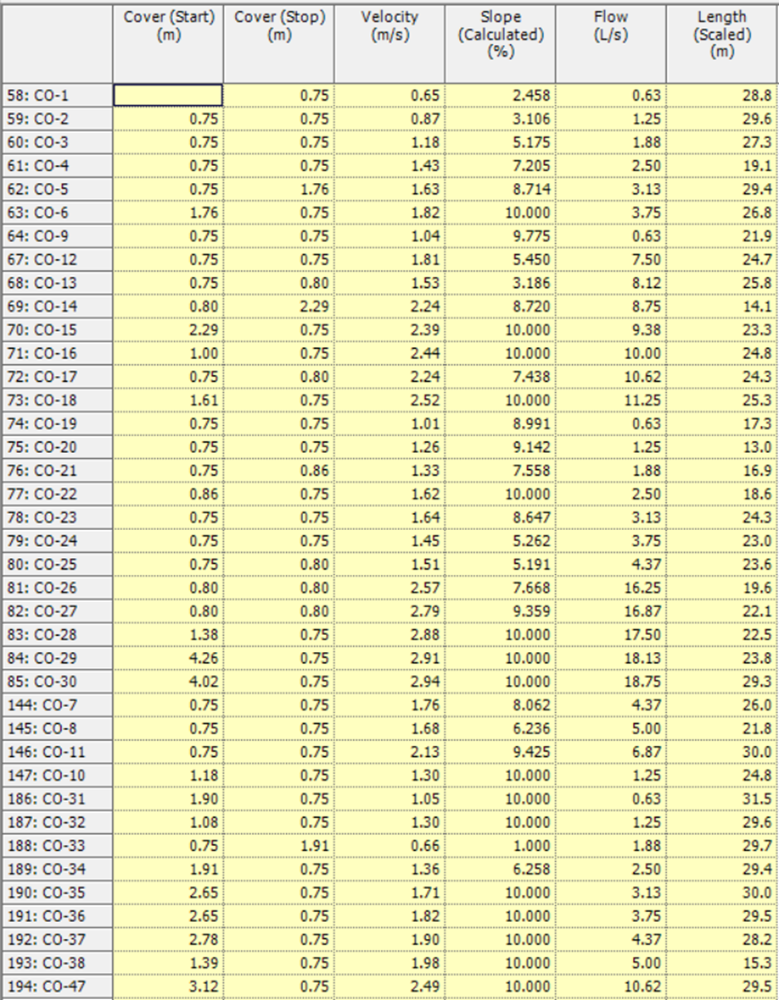 Cover (Start) (m) Cover (Stop) (m) Velocity (m/s) Slope (Calculated) (%) Flow (L/s) Length (Scaled) (m)
58: CO-1 0.75 0.65 2.458 0.63 28.8
59: CO-2 0.75 0.75 0.87 3.106 1.25 29.6
60: CO-3 0.75 0.75 1.18 5.175 1.88 27.3
61: CO-4 0.75 0.75 1.43 7.205 2.50 19.1
62: CO-5 0.75 1.76 1.63 8.714 3.13 29.4
63: CO-6 1.76 0.75 1.82 10.000 3.75 26.8
64: CO-9 0.75 0.75 1.04 9.775 0.63 21.9
67: CO-12 0.75 0.75 1.81 5.450 7.50 24.7
68: CO-13 0.75 0.80 1.53 3.186 8.12 25.8
69: CO-14 0.80 2.29 2.24 8.720 8.75 14.1
70: CO-15 2.29 0.75 2.39 10.000 9.38 23.3
71: CO-16 1.00 0.75 2.44 10.000 10.00 24.8
72: CO-17 0.75 0.80 2.24 7.438 10.62 24.3
73: CO-18 1.61 0.75 2.52 10.000 11.25 25.3
74: CO-19 0.75 0.75 1.01 8.991 0.63 17.3
75: CO-20 0.75 0.75 1.26 9.142 1.25 13.0
76: CO-21 0.75 0.86 1.33 7.558 1.88 16.9
77: CO-22 0.86 0.75 1.62 10.000 2.50 18.6
78: CO-23 0.75 0.75 1.64 8.647 3.13 24.3
79: CO-24 0.75 0.75 1.45 5.262 3.75 23.0
80: CO-25 0.75 0.80 1.51 5.191 4.37 23.6
81: CO-26 0.80 0.80 2.57 7.668 16.25 19.6
82: CO-27 0.80 0.80 2.79 9.359 16.87 22.1
83: CO-28 1.38 0.75 2.88 10.000 17.50 22.5
84: CO-29 4.26 0.75 2.91 10.000 18.13 23.8
85: CO-30 4.02 0.75 2.94 10.000 18.75 29.3
144: CO-7 0.75 0.75 1.76 8.062 4.37 26.0
145: CO-8 0.75 0.75 1.68 6.236 5.00 21.8
146: CO-11 0.75 0.75 2.13 9.425 6.87 30.0
147: CO-10 1.18 0.75 1.30 10.000 1.25 24.8
186: CO-31 1.90 0.75 1.05 10.000 0.63 31.5
187: CO-32 1.08 0.75 1.30 10.000 1.25 29.6
188: CO-33 0.75 1.91 0.66 1.000 1.88 29.7
189: CO-34 1.91 0.75 1.36 6.258 2.50 29.4
190: CO-35 2.65 0.75 1.71 10.000 3.13 30.0
191: CO-36 2.65 0.75 1.82 10.000 3.75 29.5
192: CO-37 2.78 0.75 1.90 10.000 4.37 28.2
193: CO-38 1.39 0.75 1.98 10.000 5.00 15.3
194: CO-47 3.12 0.75 2.49 10.000 10.62 29.5